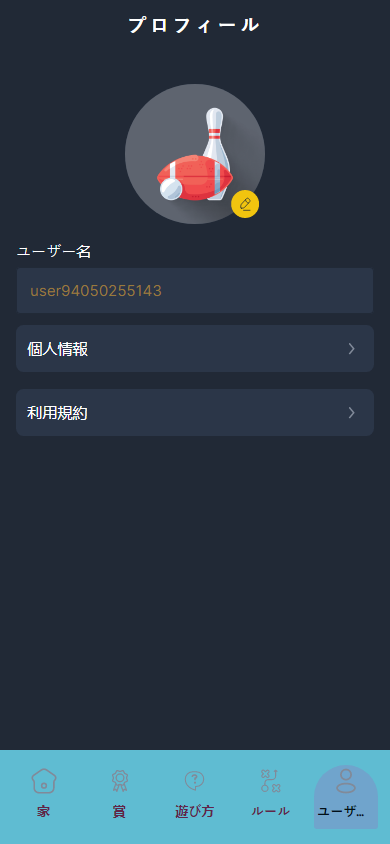 プロフィール
ユーザー名
user94050255143
個人情報
利用規約
家
賞
遊び方
ルール
ユーザ...